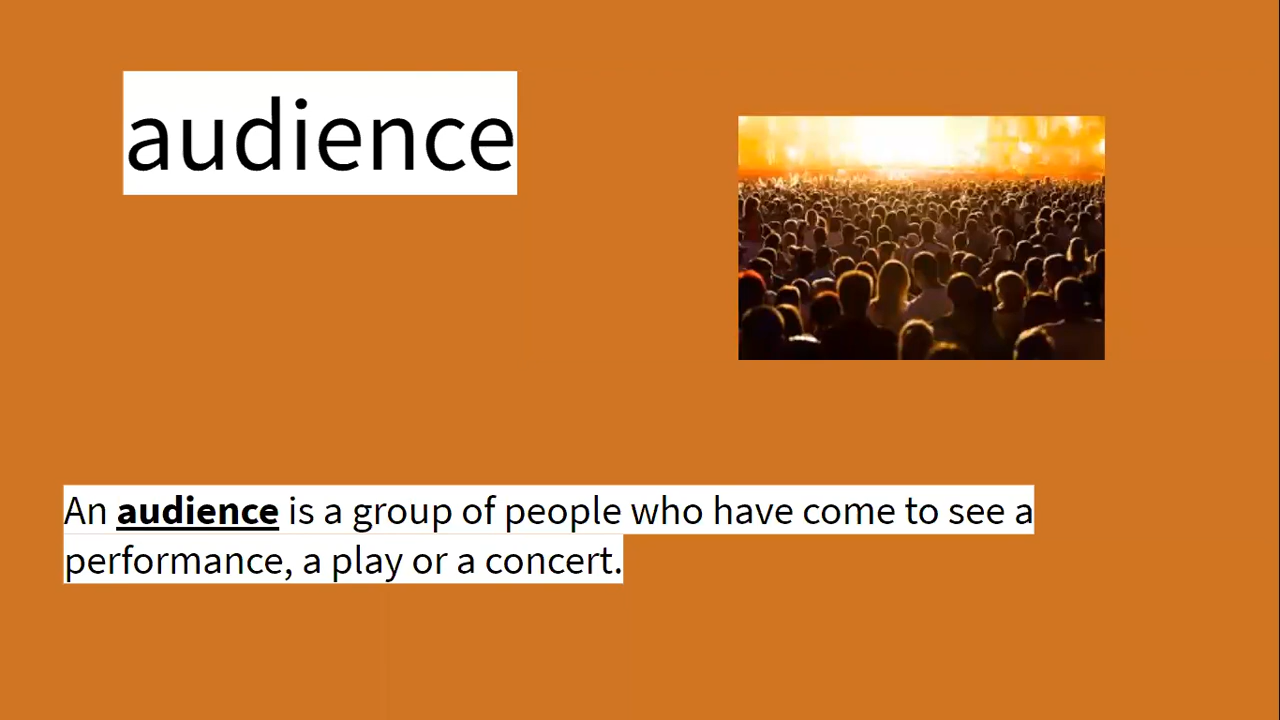 audience
An audience is a group of people who have come to see a
performance, a play or a concert.